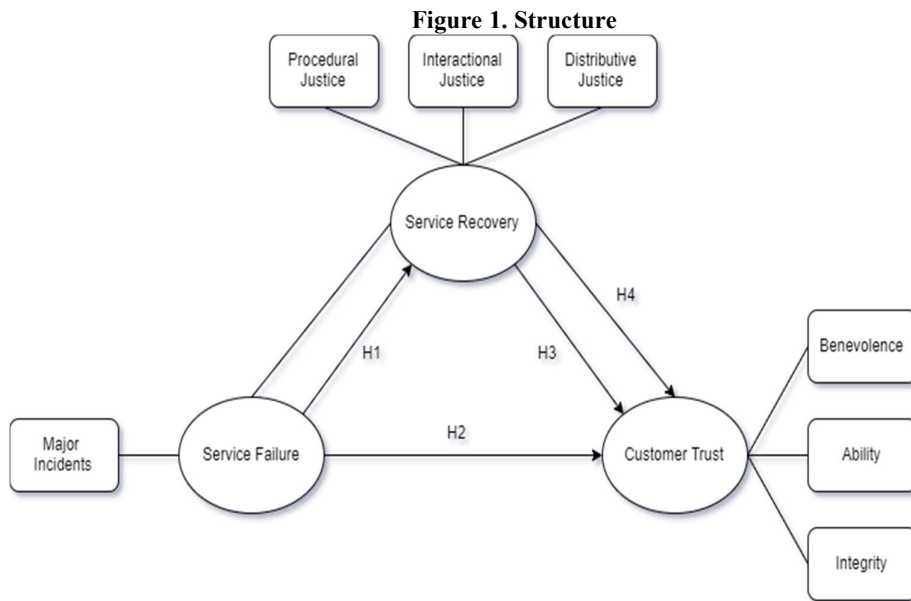 Figure 1. Structure
Procedural
Justice
Interactional
Justice
Distributive
Justice
Service Recovery
H4
H1
H3
Benevolence
Major
Incidents
Service Failure
H2
Customer Trust
Ability
Integrity